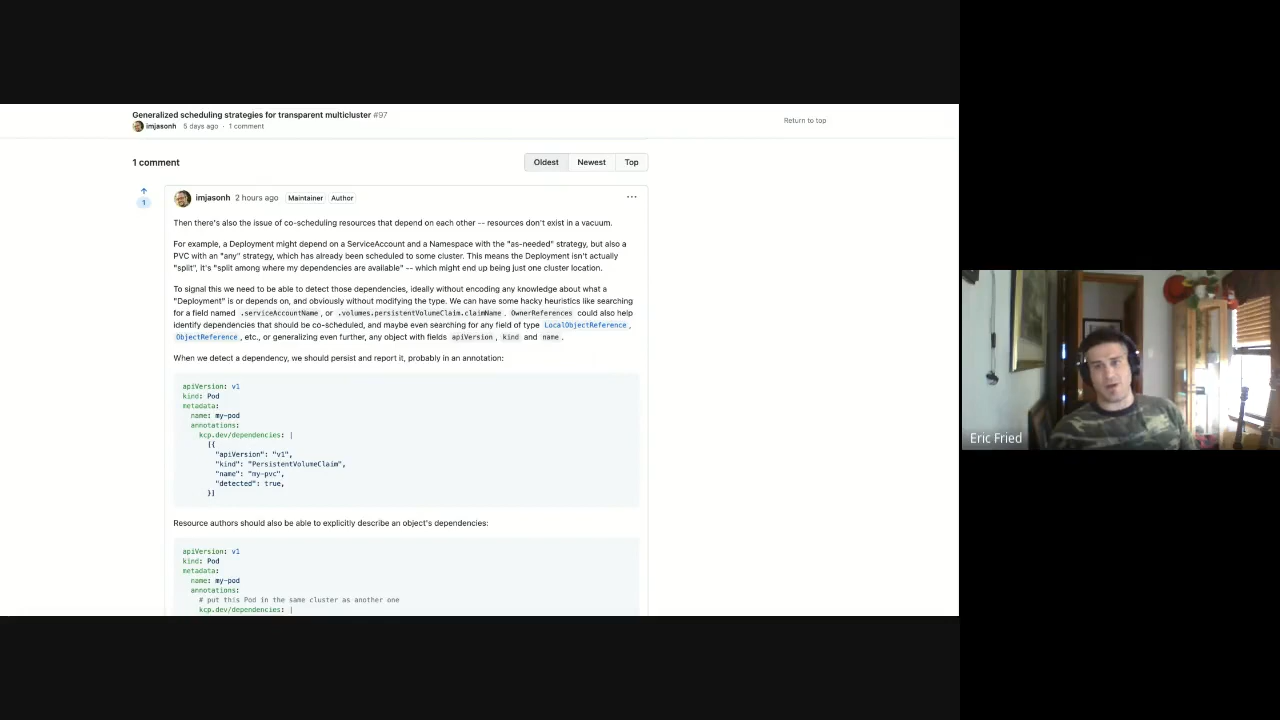 Generalized scheduling strategies for transparent multicluster #97
imjasonh 5 days ago · 1 comment
Return to top
1 comment
Oldest Newest Top
1
imjasonh 2 hours ago Maintainer Author ···
Then there's also the issue of co-scheduling resources that depend on each other -- resources don't exist in a vacuum.
For example, a Deployment might depend on a ServiceAccount and a Namespace with the "as-needed" strategy, but also a
PVC with an "any" strategy, which has already been scheduled to some cluster. This means the Deployment isn't actually
"split", it's "split among where my dependencies are available" -- which might end up being just one cluster location.
To signal this we need to be able to detect those dependencies, ideally without encoding any knowledge about what a
"Deployment" is or depends on, and obviously without modifying the type. We can have some hacky heuristics like searching
for a field named .serviceAccountName, or .volumes.persistentVolumeClaim.claimName. OwnerReferences could also help
identify dependencies that should be co-scheduled, and maybe even searching for any field of type LocalObjectReference,
ObjectReference, etc., or generalizing even further, any object with fields apiVersion, kind and name.
When we detect a dependency, we should persist and report it, probably in an annotation:
apiVersion: v1
kind: Pod
metadata:
  name: my-pod
  annotations:
    kcp.dev/dependencies: |
      [{
        "apiVersion": "v1",
        "kind": "PersistentVolumeClaim",
        "name": "my-pvc",
        "detected": true,
      }]
Resource authors should also be able to explicitly describe an object's dependencies:
apiVersion: v1
kind: Pod
metadata:
  name: my-pod
  annotations:
    # put this Pod in the same cluster as another one
    kcp.dev/dependencies: |
Eric Fried